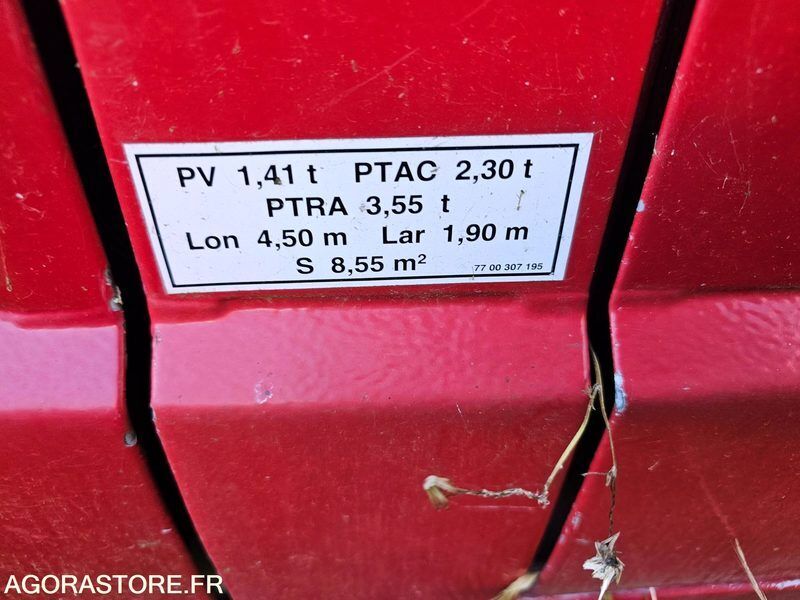 PV 1,41 t PTAC 2,30 t
PTRA 3,55 t
Lon 4,50 m Lar 1,90 m
S 8,55 m²
77 00 307 195
AGORASTORE.FR